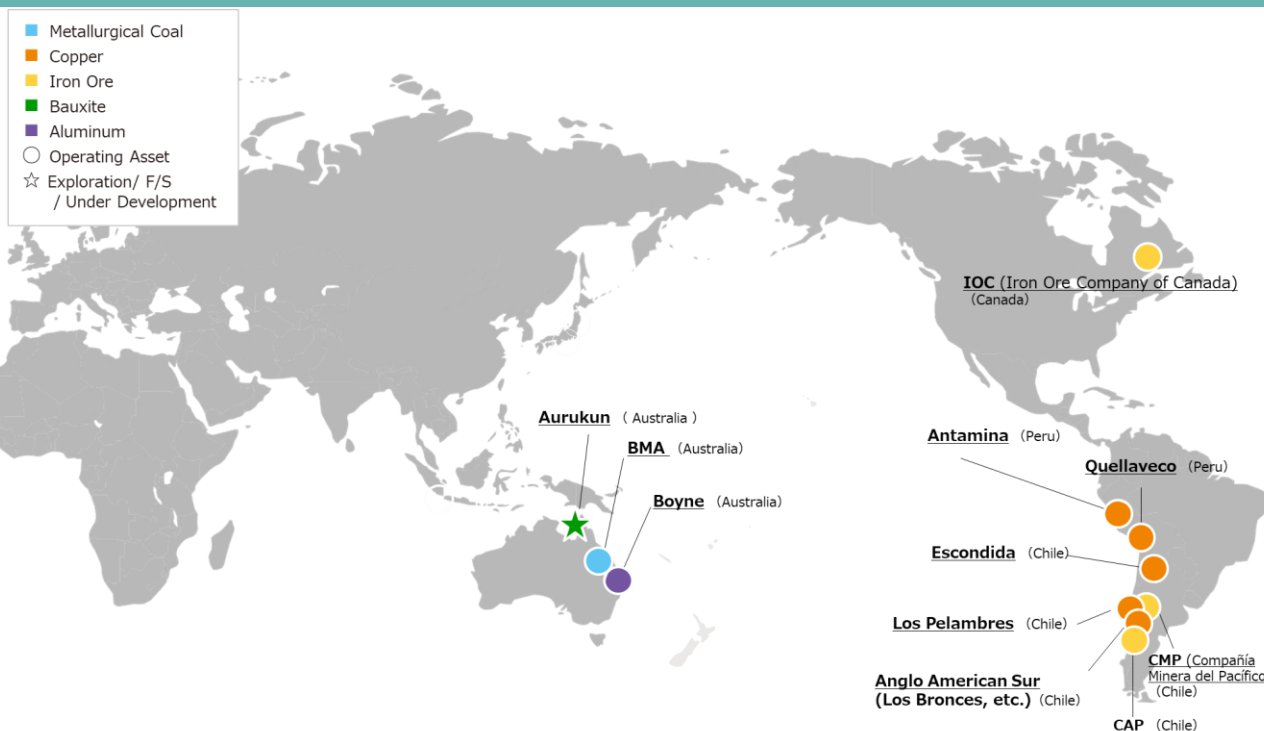 Metallurgical Coal
Copper
Iron Ore
Bauxite
Aluminum
Operating Asset
Exploration/ F/S
/ Under Development
IOC (Iron Ore Company of Canada)
(Canada)
Aurukun ( Australia )
BMA (Australia)
Boyne (Australia)
Antamina (Peru)
Quellaveco (Peru)
Escondida (Chile)
Los Pelambres (Chile)
CMP (Compañía
Minera del Pacífico
(Chile)
Anglo American Sur
(Los Bronces, etc.) (Chile)
CAP (Chile)